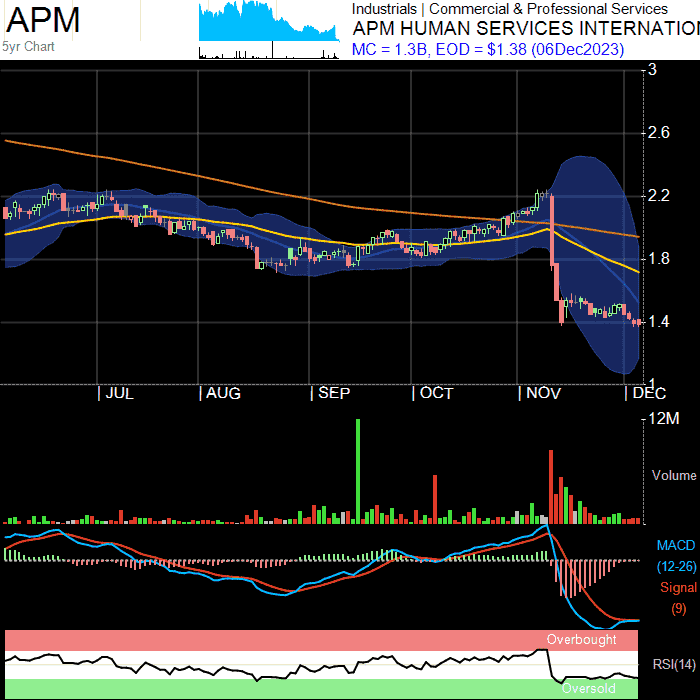 APM
5yr Chart
Industrials | Commercial & Professional Services
APM HUMAN SERVICES INTERNATIO
MC = 1.3B, EOD = $1.38 (06Dec2023)
3
2.6
2.2
1.8
1.4
1
| JUL | AUG | SEP | OCT | NOV | DEC
12M
Volume
MACD
(12-26)
Signal
(9)
Overbought
RSI(14)
Oversold